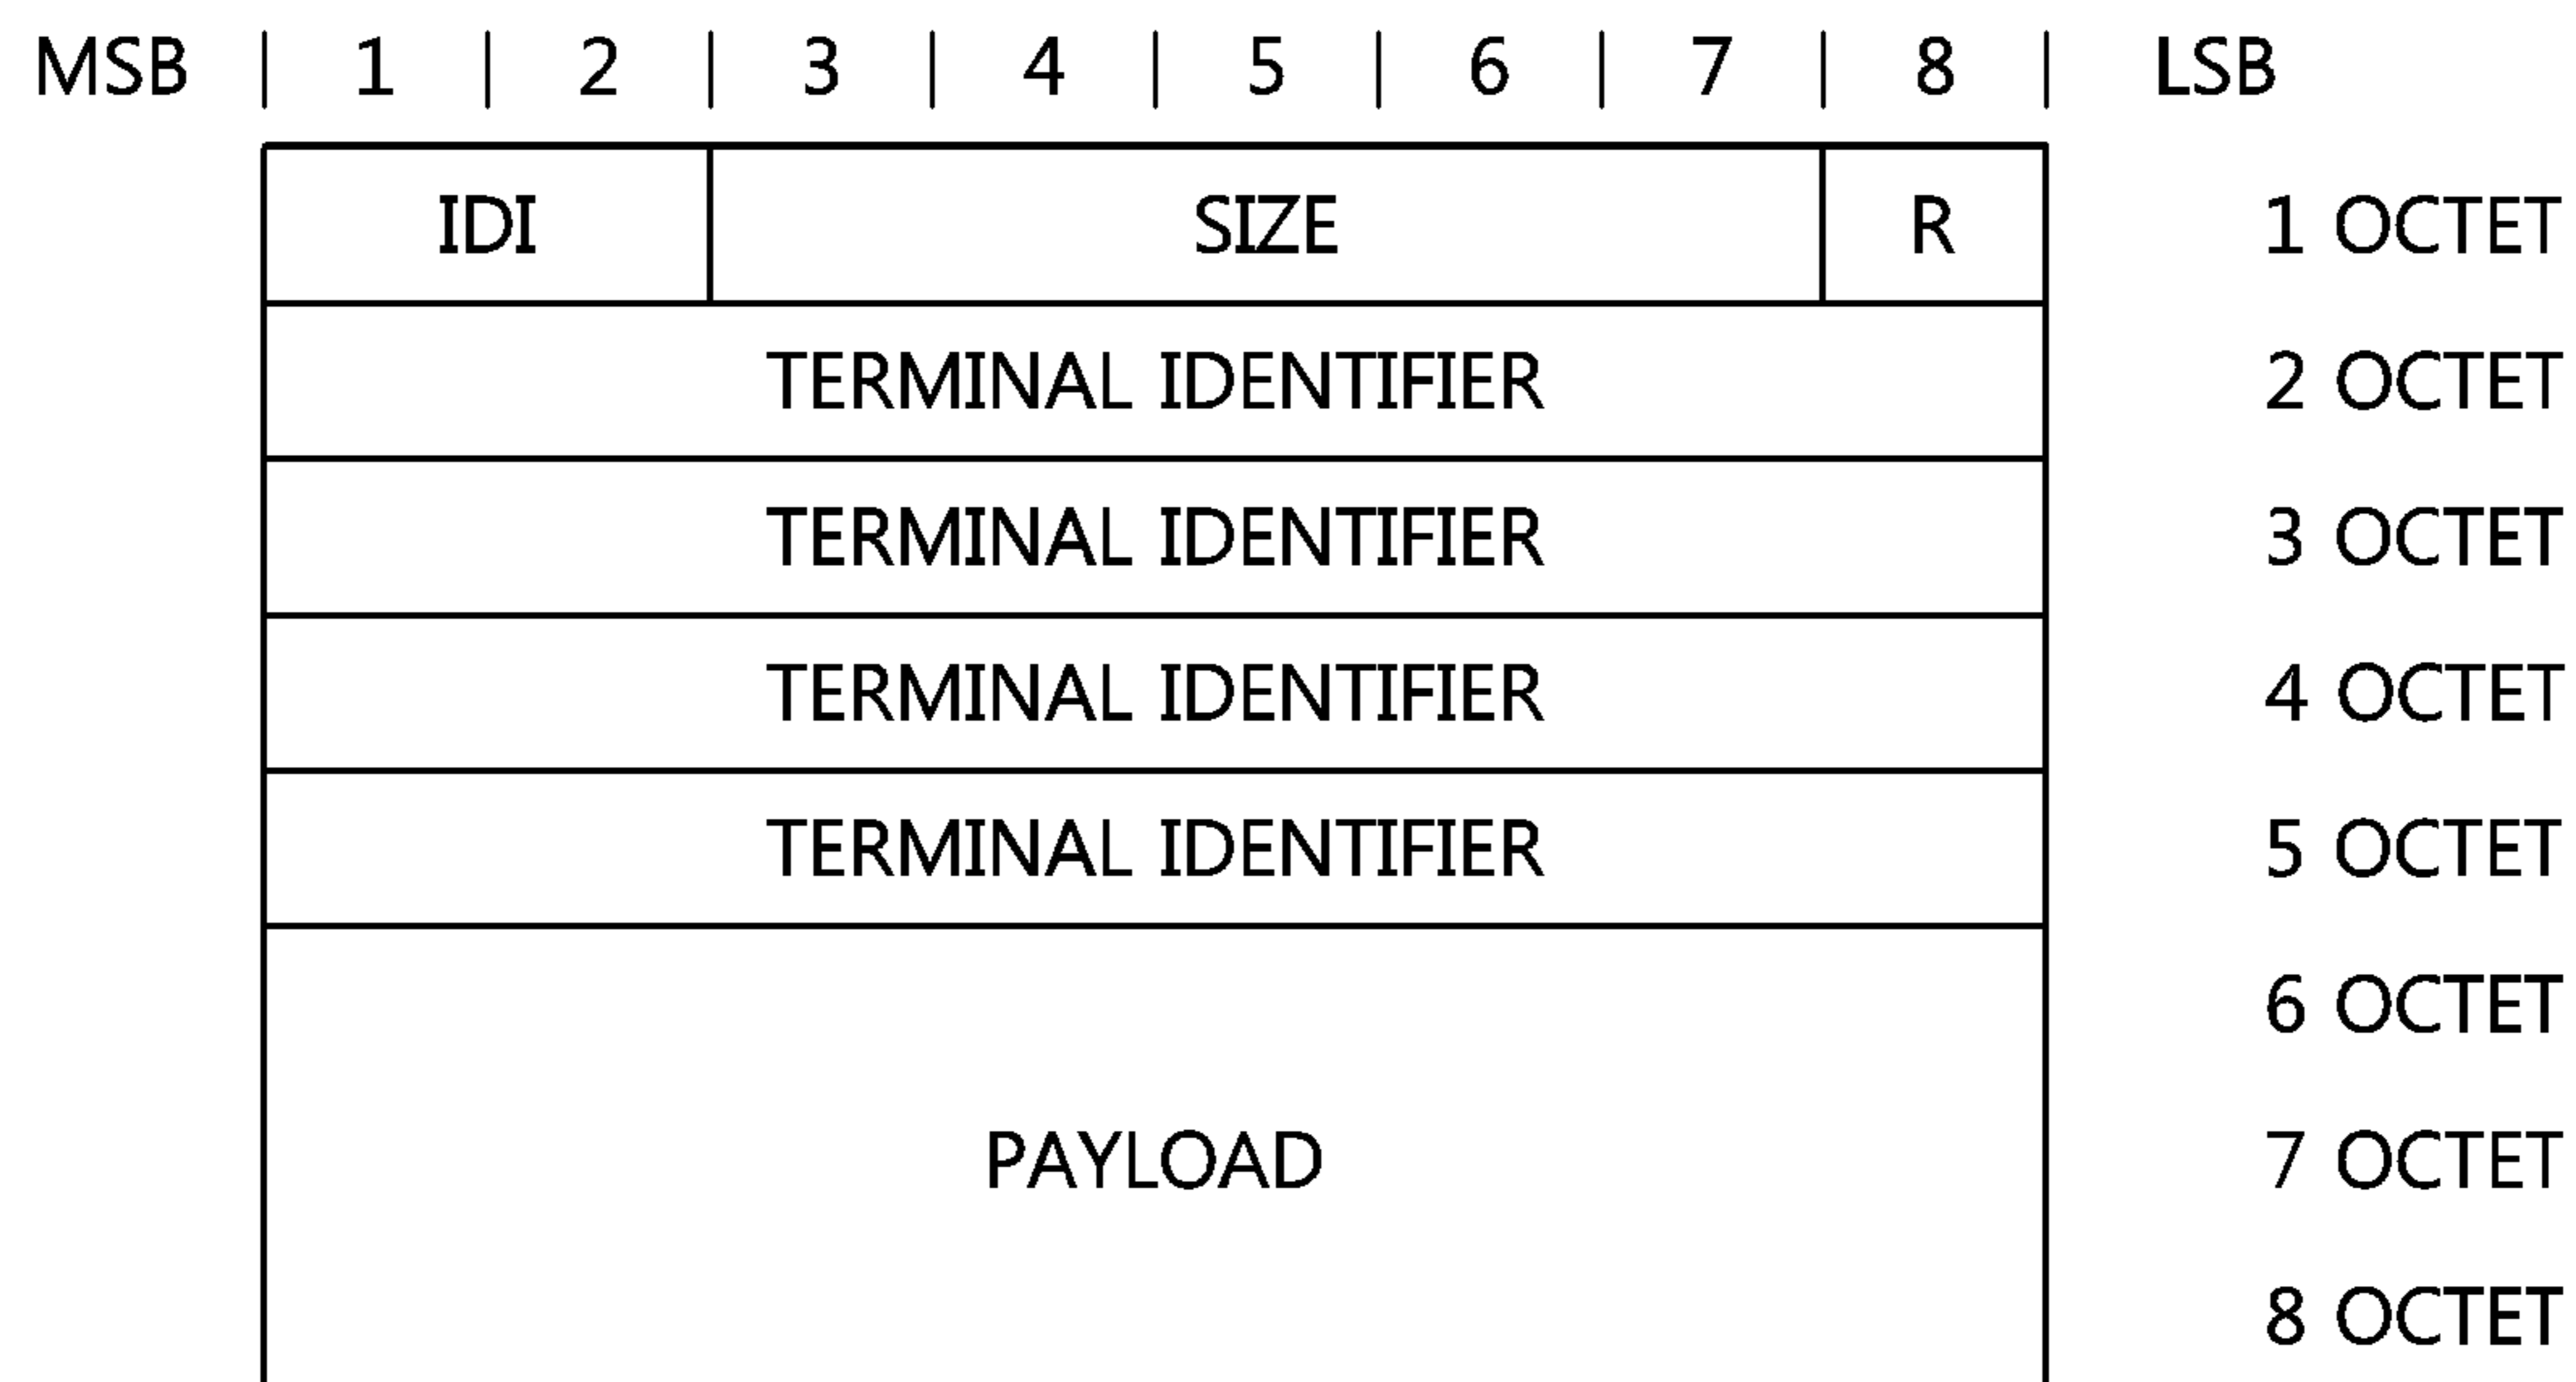 MSB | 1 | 2 | 3 | 4 | 5 | 6 | 7 | 8 | LSB
IDI SIZE R 1 OCTET
TERMINAL IDENTIFIER 2 OCTET
TERMINAL IDENTIFIER 3 OCTET
TERMINAL IDENTIFIER 4 OCTET
TERMINAL IDENTIFIER 5 OCTET
6 OCTET
PAYLOAD 7 OCTET
8 OCTET